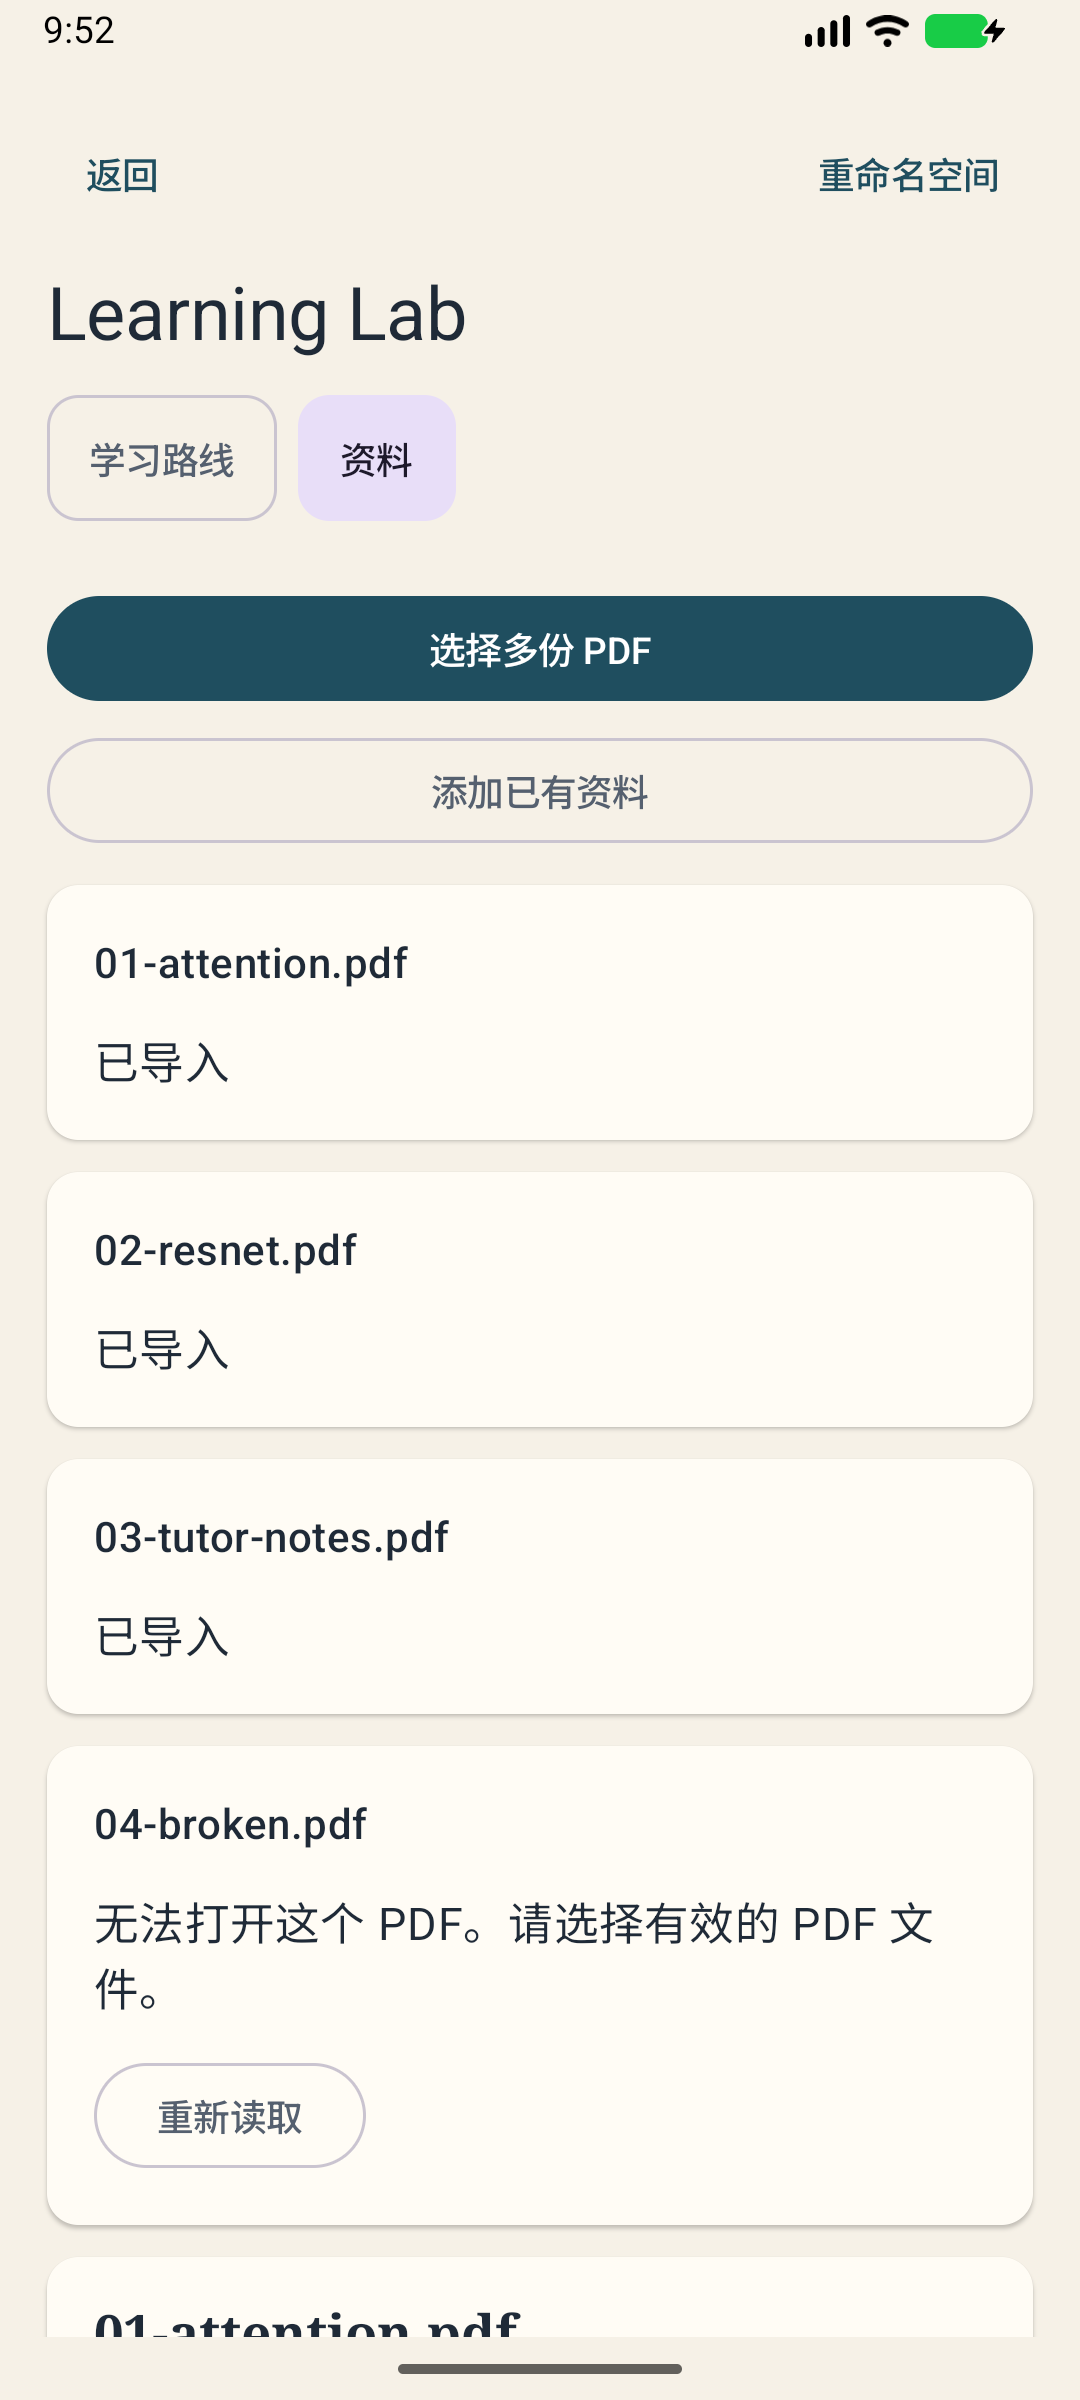 9:52
返回
重命名空间
Learning Lab
学习路线
资料
选择多份 PDF
添加已有资料
01-attention.pdf
已导入
02-resnet.pdf
已导入
03-tutor-notes.pdf
已导入
04-broken.pdf
无法打开这个 PDF。请选择有效的 PDF 文
件。
重新读取
01-attention.pdf